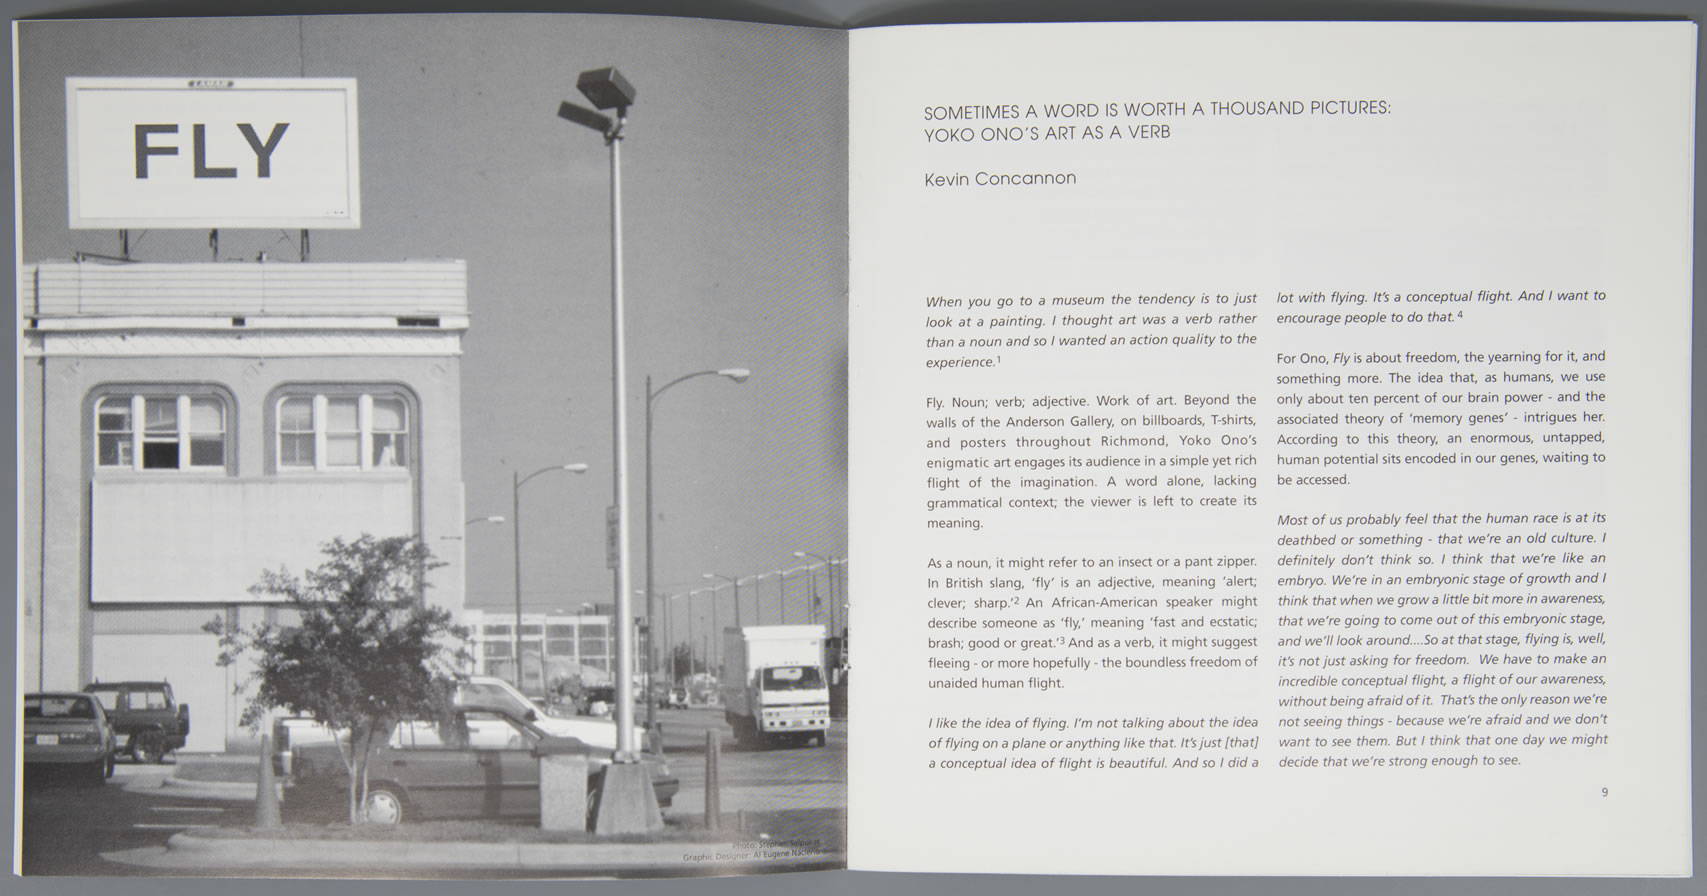 LAMAR
FLY
Photo: Stephen
Graphic Designer: Al Eugene
SOMETIMES A WORD IS WORTH A THOUSAND PICTURES:
YOKO ONO'S ART AS A VERB
Kevin Concannon
When you go to a museum the tendency is to just
look at a painting. I thought art was a verb rather
than a noun and so I wanted an action quality to the
experience.1
Fly. Noun; verb; adjective. Work of art. Beyond the
walls of the Anderson Gallery, on billboards, T-shirts,
and posters throughout Richmond, Yoko Ono's
enigmatic art engages its audience in a simple yet rich
flight of the imagination. A word alone, lacking
grammatical context; the viewer is left to create its
meaning.
As a noun, it might refer to an insect or a pant zipper.
In British slang, 'fly' is an adjective, meaning 'alert;
clever; sharp.'2 An African-American speaker might
describe someone as 'fly,' meaning 'fast and ecstatic;
brash; good or great.'3 And as a verb, it might suggest
fleeing - or more hopefully - the boundless freedom of
unaided human flight.
I like the idea of flying. I'm not talking about the idea
of flying on a plane or anything like that. It's just [that]
a conceptual idea of flight is beautiful. And so I did a
lot with flying. It's a conceptual flight. And I want to
encourage people to do that. 4
For Ono, Fly is about freedom, the yearning for it, and
something more. The idea that, as humans, we use
only about ten percent of our brain power - and the
associated theory of 'memory genes' - intrigues her.
According to this theory, an enormous, untapped,
human potential sits encoded in our genes, waiting to
be accessed.
Most of us probably feel that the human race is at its
deathbed or something - that we're an old culture. I
definitely don't think so. I think that we're like an
embryo. We're in an embryonic stage of growth and I
think that when we grow a little bit more in awareness,
that we're going to come out of this embryonic stage,
and we'll look around....So at that stage, flying is, well,
it's not just asking for freedom. We have to make an
incredible conceptual flight, a flight of our awareness,
without being afraid of it. That's the only reason we're
not seeing things - because we're afraid and we don't
want to see them. But I think that one day we might
decide that we're strong enough to see.
9